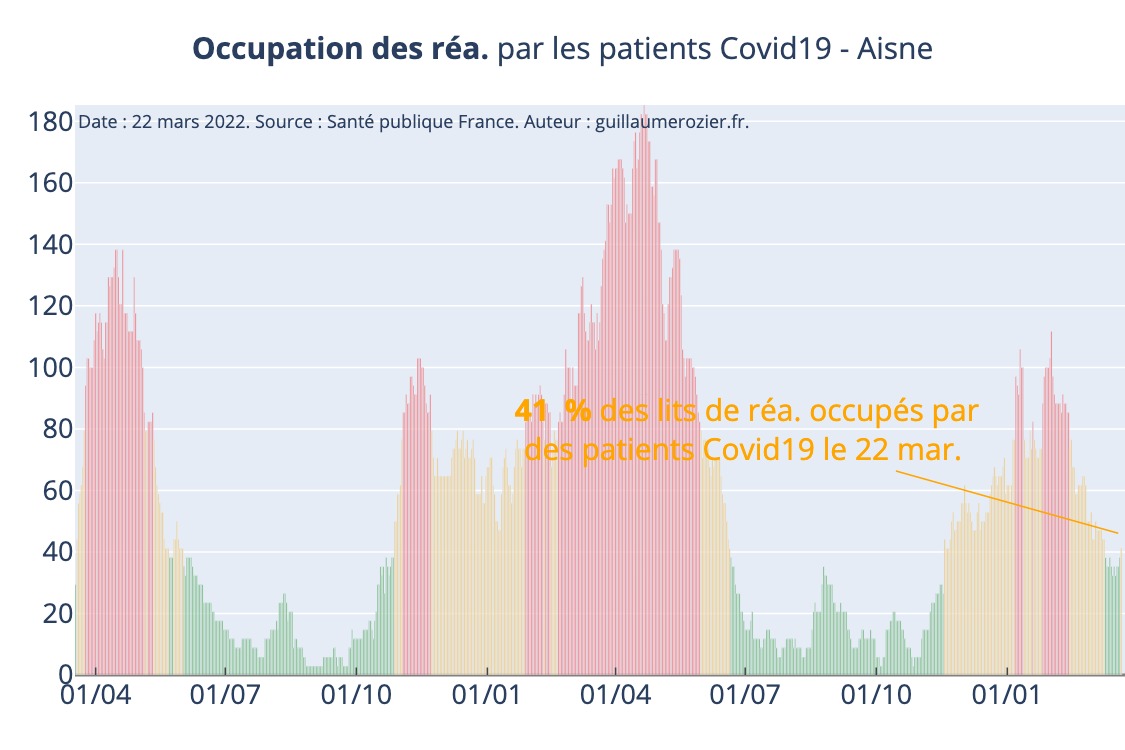 Occupation des réa. par les patients Covid19 - Aisne
180
Date : 22 mars 2022. Source : Santé publique France. Auteur : guillaumerozier.fr.
160
140
120
100
80
60
40
20
0
41 % des lits de réa. occupés par
des patients Covid19 le 22 mar.
01/04 01/07 01/10 01/01 01/04 01/07 01/10 01/01